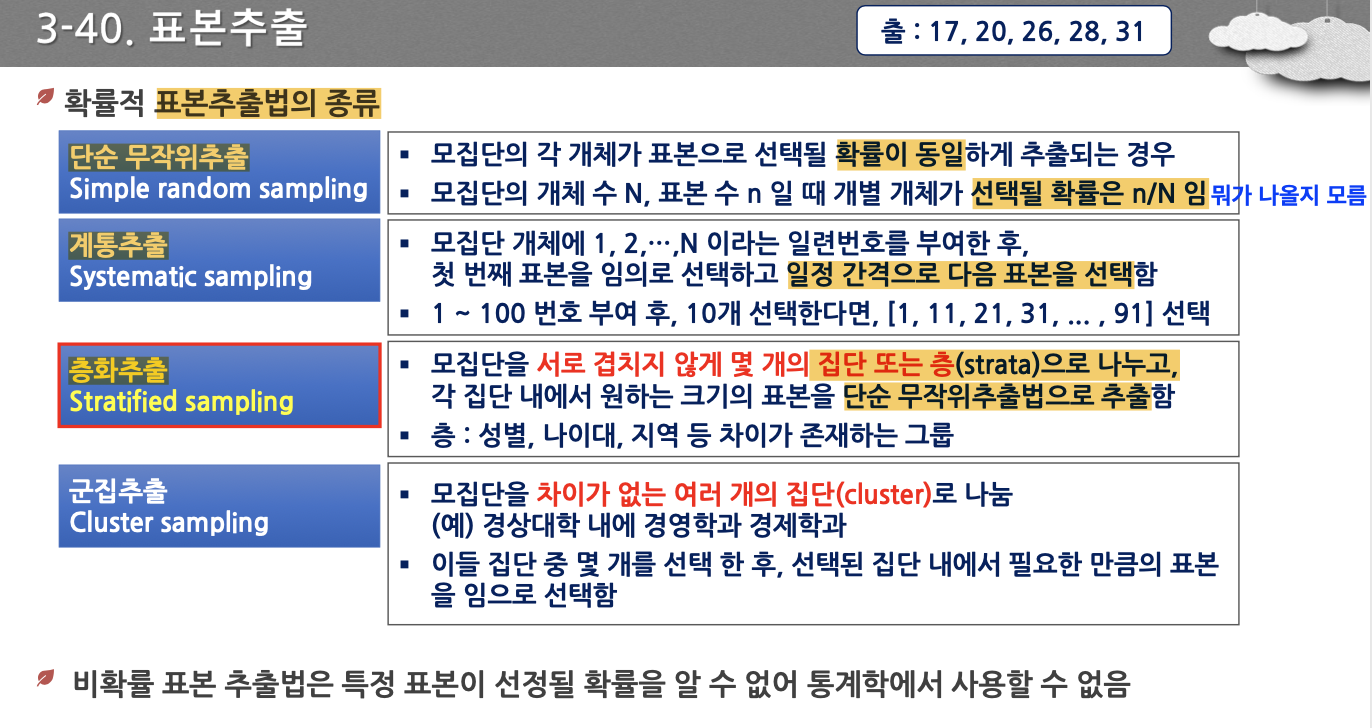 3-40. 표본추출
출 : 17, 20, 26, 28, 31
확률적 표본추출법의 종류
단순 무작위추출
Simple random sampling
▪ 모집단의 각 개체가 표본으로 선택될 확률이 동일하게 추출되는 경우
▪ 모집단의 개체 수 N, 표본 수 n 일 때 개별 개체가 선택될 확률은 n/N 임 뭐가 나올지 모름
계통추출
Systematic sampling
▪ 모집단 개체에 1, 2,…,N 이라는 일련번호를 부여한 후,
첫 번째 표본을 임의로 선택하고 일정 간격으로 다음 표본을 선택함
▪ 1 ~ 100 번호 부여 후, 10개 선택한다면, [1, 11, 21, 31, … , 91] 선택
층화추출
Stratified sampling
▪ 모집단을 서로 겹치지 않게 몇 개의 집단 또는 층(strata)으로 나누고,
각 집단 내에서 원하는 크기의 표본을 단순 무작위추출법으로 추출함
▪ 층 : 성별, 나이대, 지역 등 차이가 존재하는 그룹
군집추출
Cluster sampling
▪ 모집단을 차이가 없는 여러 개의 집단(cluster)로 나눔
(예) 경상대학 내에 경영학과 경제학과
▪ 이들 집단 중 몇 개를 선택 한 후, 선택된 집단 내에서 필요한 만큼의 표본
을 임으로 선택함
비확률 표본 추출법은 특정 표본이 선정될 확률을 알 수 없어 통계학에서 사용할 수 없음